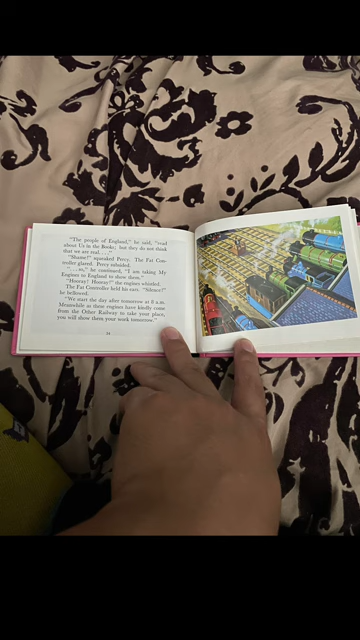 "The people of England," he said, "read
about Us in the Books; but they do not think
that we are real. . . ."
"Shame!" squeaked Percy. The Fat Con-
troller glared. Percy subsided.
". . . so," he continued, "I am taking My
Engines to England to show them."
"Hooray! Hooray!" the engines whistled.
The Fat Controller held his ears. "Silence!"
he bellowed.
"We start the day after tomorrow at 8 a.m.
Meanwhile as these engines have kindly come
from the Other Railway to take your place,
you will show them your work tomorrow."